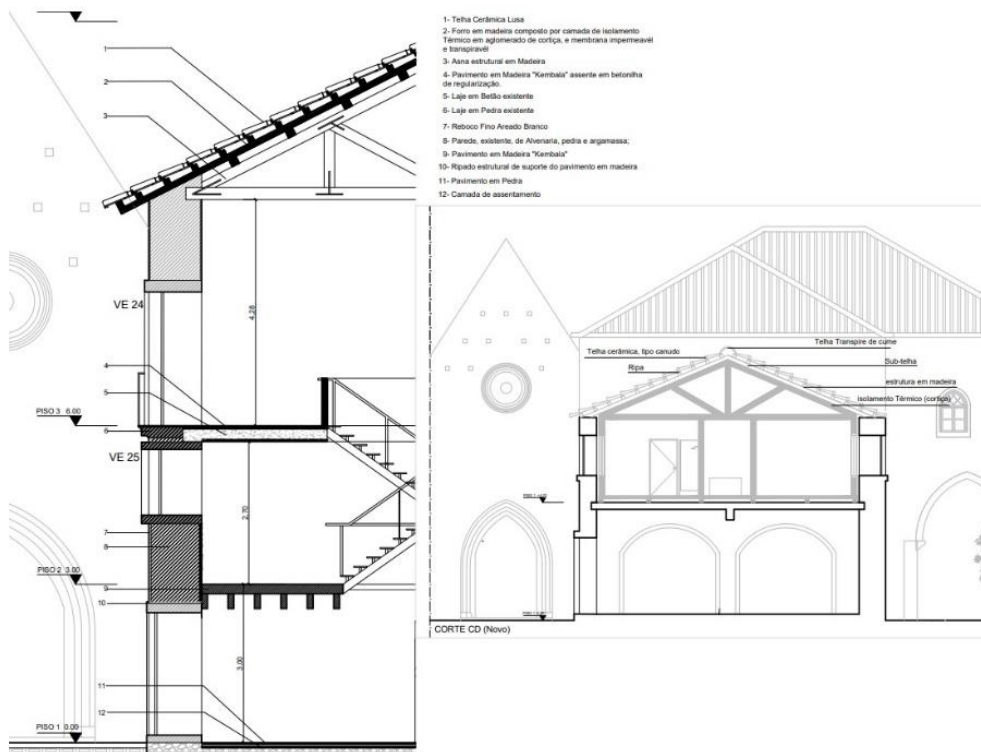 1- Telha Cerâmica Lusa
2- Forro em madeira composto por camada de isolamento
Térmico em aglomerado de cortiça, e membrana impermeavél
e transpiravél
3- Asna estrutural em Madeira
4- Pavimento em Madeira "Kembala" assente em betonilha
de regularização.
5- Laje em Betão existente
6- Laje em Pedra existente
7- Reboco Fino Areado Branco
8- Parede, existente, de Alvenaria, pedra e argamassa;
9- Pavimento em Madeira "Kembala"
10- Ripado estrutural de suporte do pavimento em madeira
11- Pavimento em Pedra
12- Camada de assentamento
1
2
3
VE 24
4,28
4
5
PISO 3 6.00
6
VE 25
2,70
7
8
PISO 2 3.00
9
10
3,00
11
12
PISO 1 0.00
Telha Transpire de cume
Telha cerâmica, tipo canudo
Sub-telha
Ripa
estrutura em madeira
isolamento Térmico (cortiça)
CORTE CD (Novo)